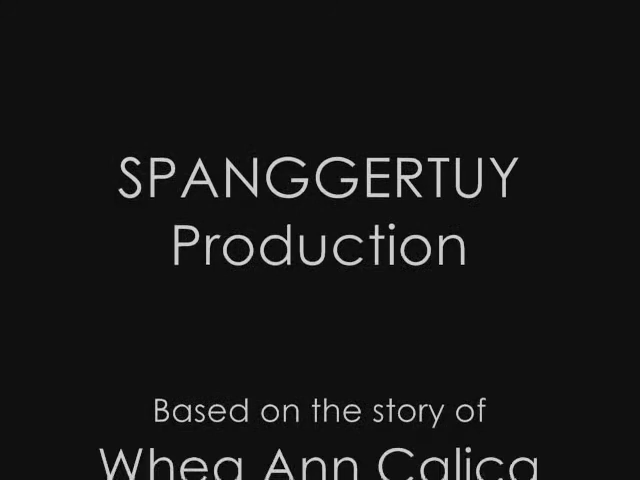 SPANGGERTUY
Production
Based on the story of
Whea Ann Calica